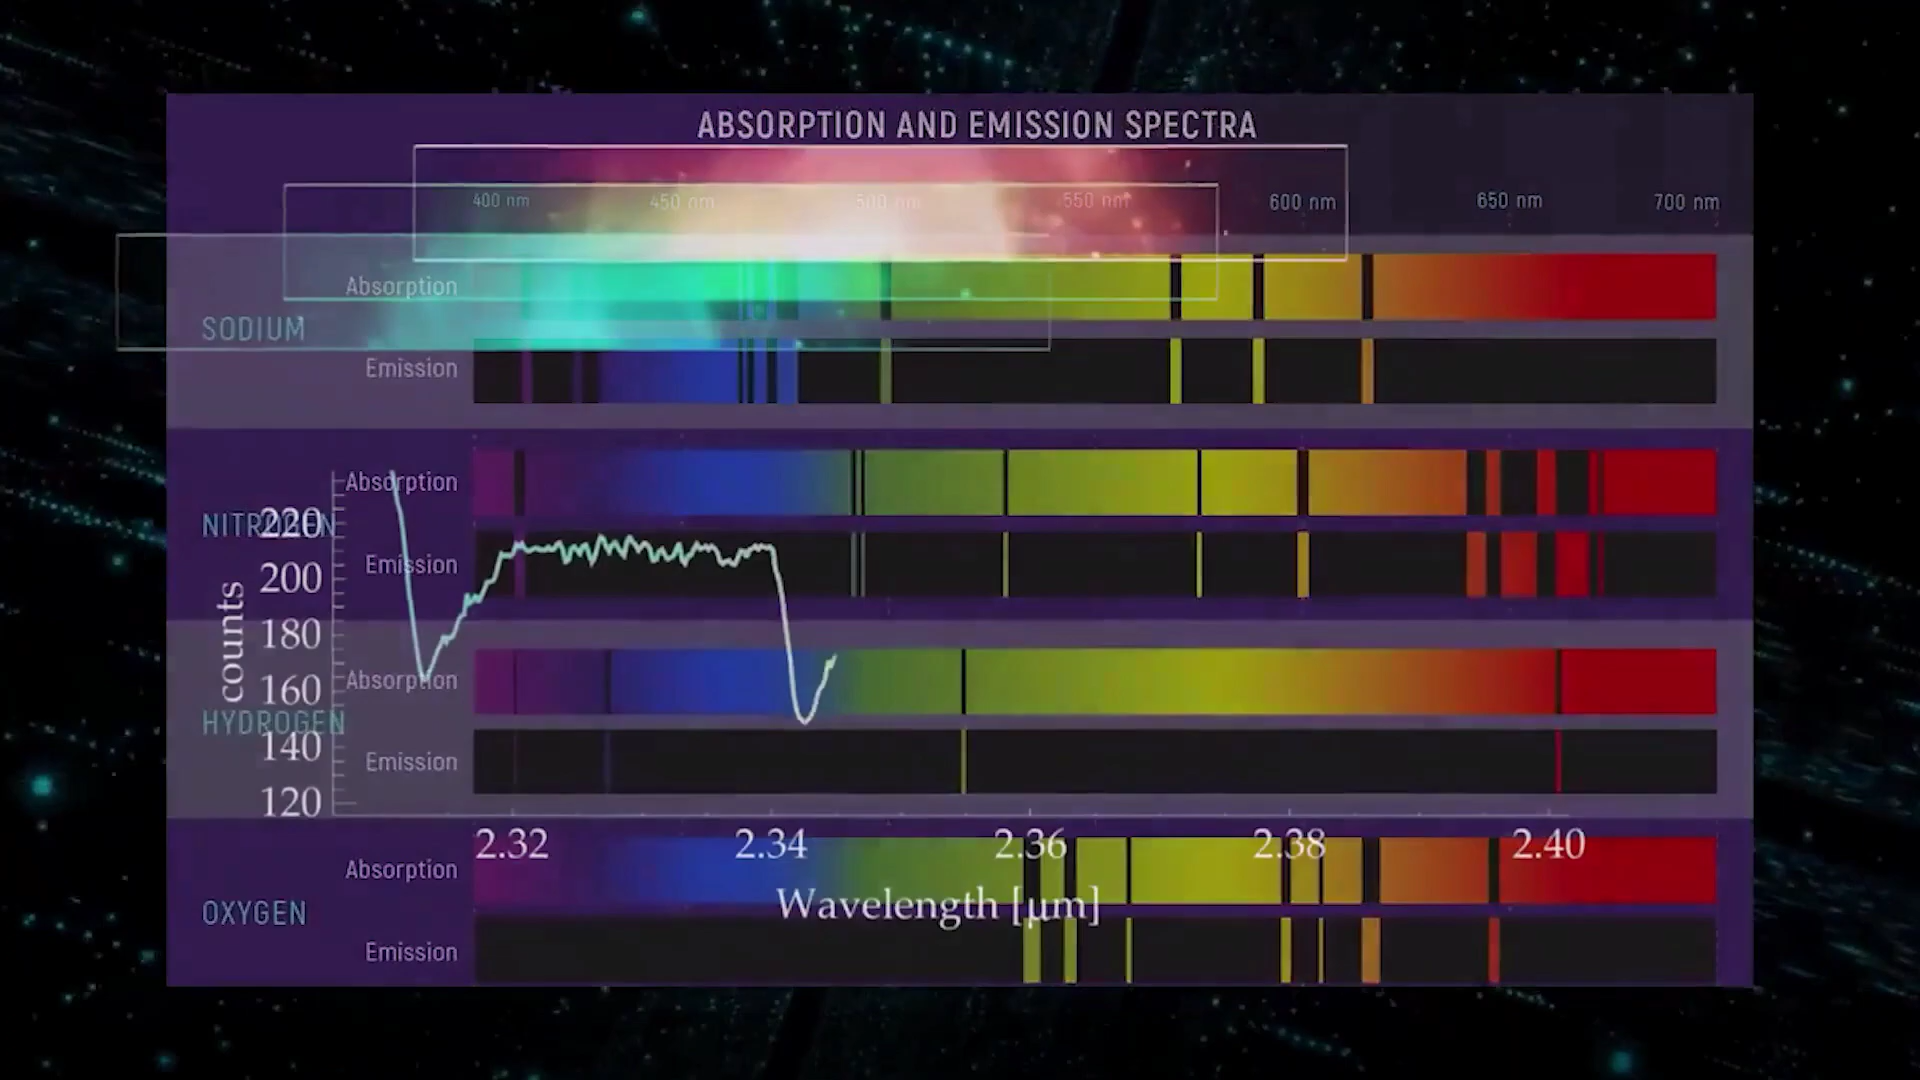 ABSORPTION AND EMISSION SPECTRA
400 nm 450 nm 500 nm 550 nm 600 nm 650 nm 700 nm
Absorption
SODIUM
Emission
Absorption
NITROGEN
Emission
Absorption
HYDROGEN
Emission
Absorption
OXYGEN
Emission
counts
220
200
180
160
140
120
2.32 2.34 2.36 2.38 2.40
Wavelength [μm]